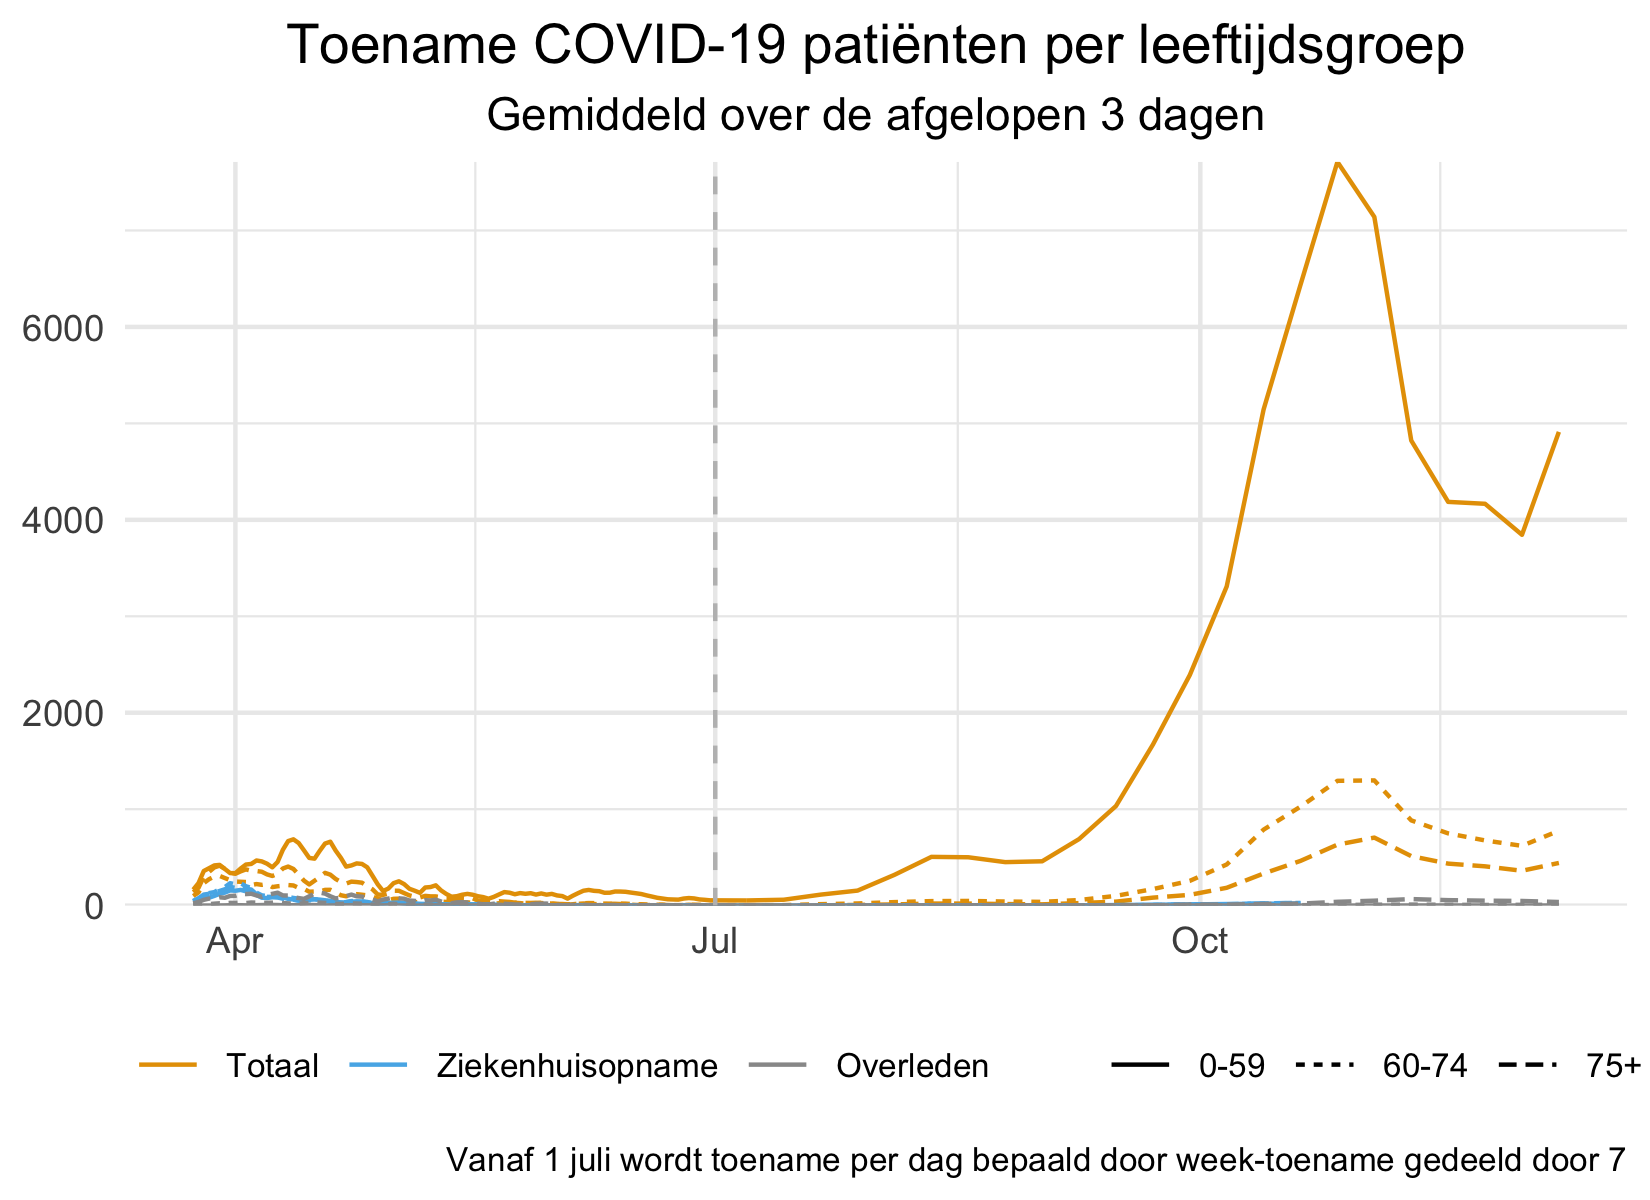 Toename COVID-19 patiënten per leeftijdsgroep
Gemiddeld over de afgelopen 3 dagen
6000
4000
2000
0
Apr Jul Oct
Totaal Ziekenhuisopname Overleden 0-59 60-74 75+
Vanaf 1 juli wordt toename per dag bepaald door week-toename gedeeld door 7